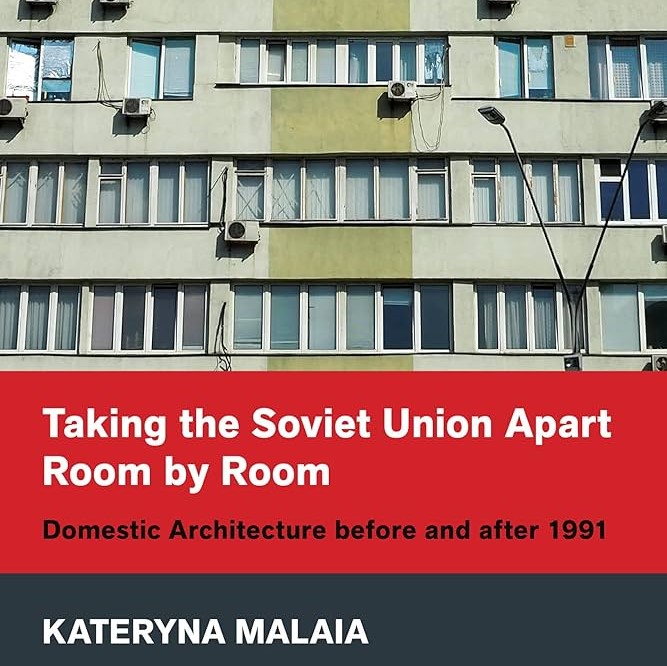 Taking the Soviet Union Apart
Room by Room
Domestic Architecture before and after 1991
KATERYNA MALAIA